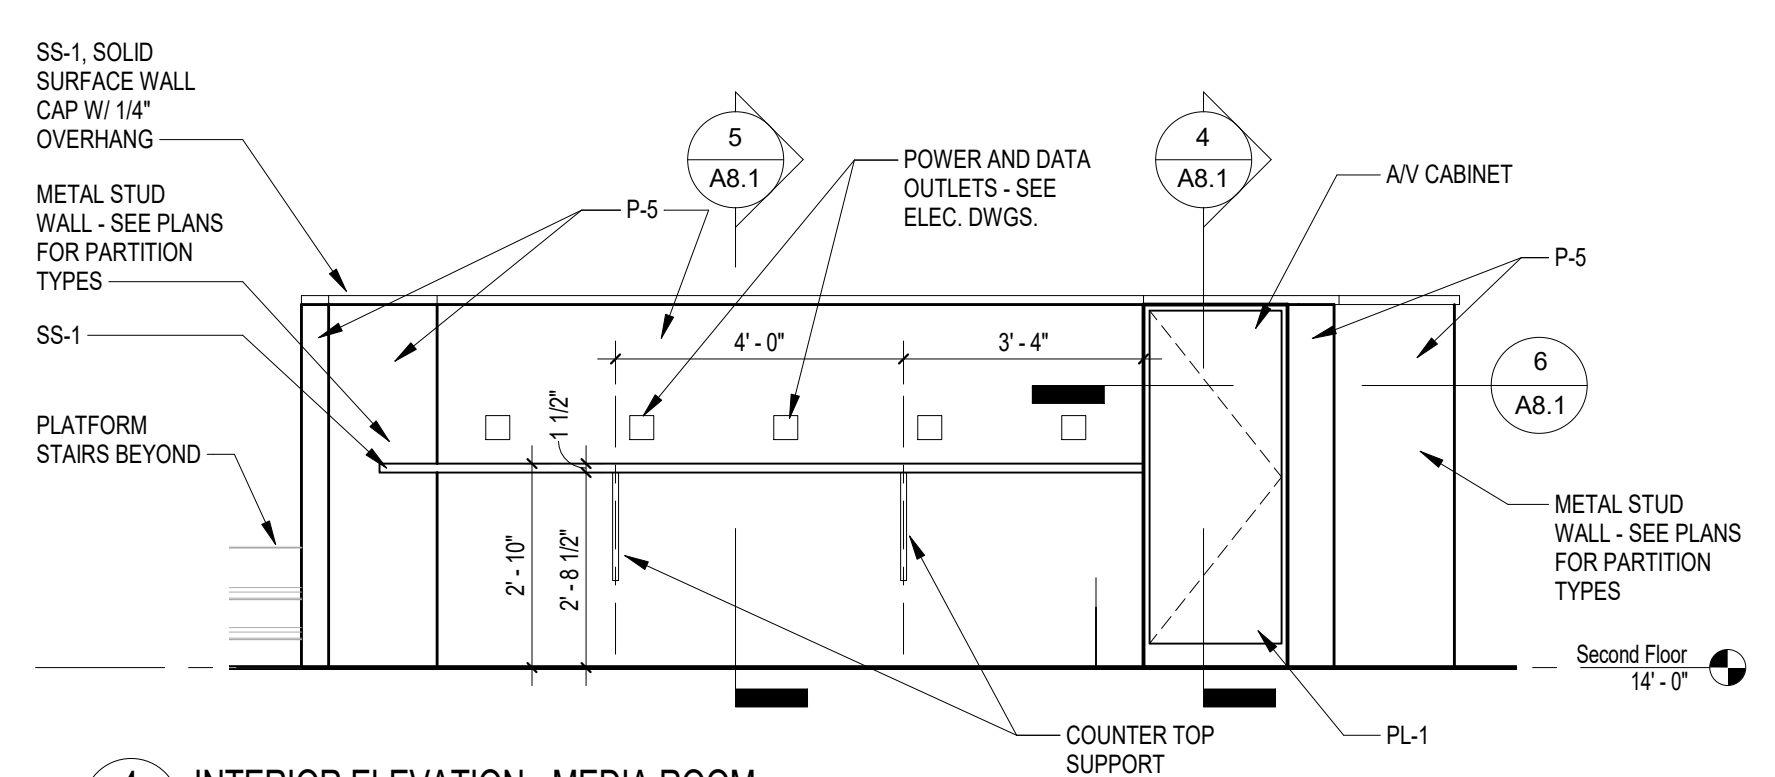 SS-1, SOLID
SURFACE WALL
CAP W/ 1/4"
OVERHANG
METAL STUD
WALL - SEE PLANS
FOR PARTITION
TYPES
SS-1
PLATFORM
STAIRS BEYOND
P-5
5
A8.1
POWER AND DATA
OUTLETS - SEE
ELEC. DWGS.
4
A8.1
A/V CABINET
P-5
4' - 0"
3' - 4"
6
A8.1
1 1/2"
2' - 10"
2' - 8 1/2"
METAL STUD
WALL - SEE PLANS
FOR PARTITION
TYPES
Second Floor
14' - 0"
COUNTER TOP
SUPPORT
PL-1
INTERIOR ELEVATION - MEDIA ROOM